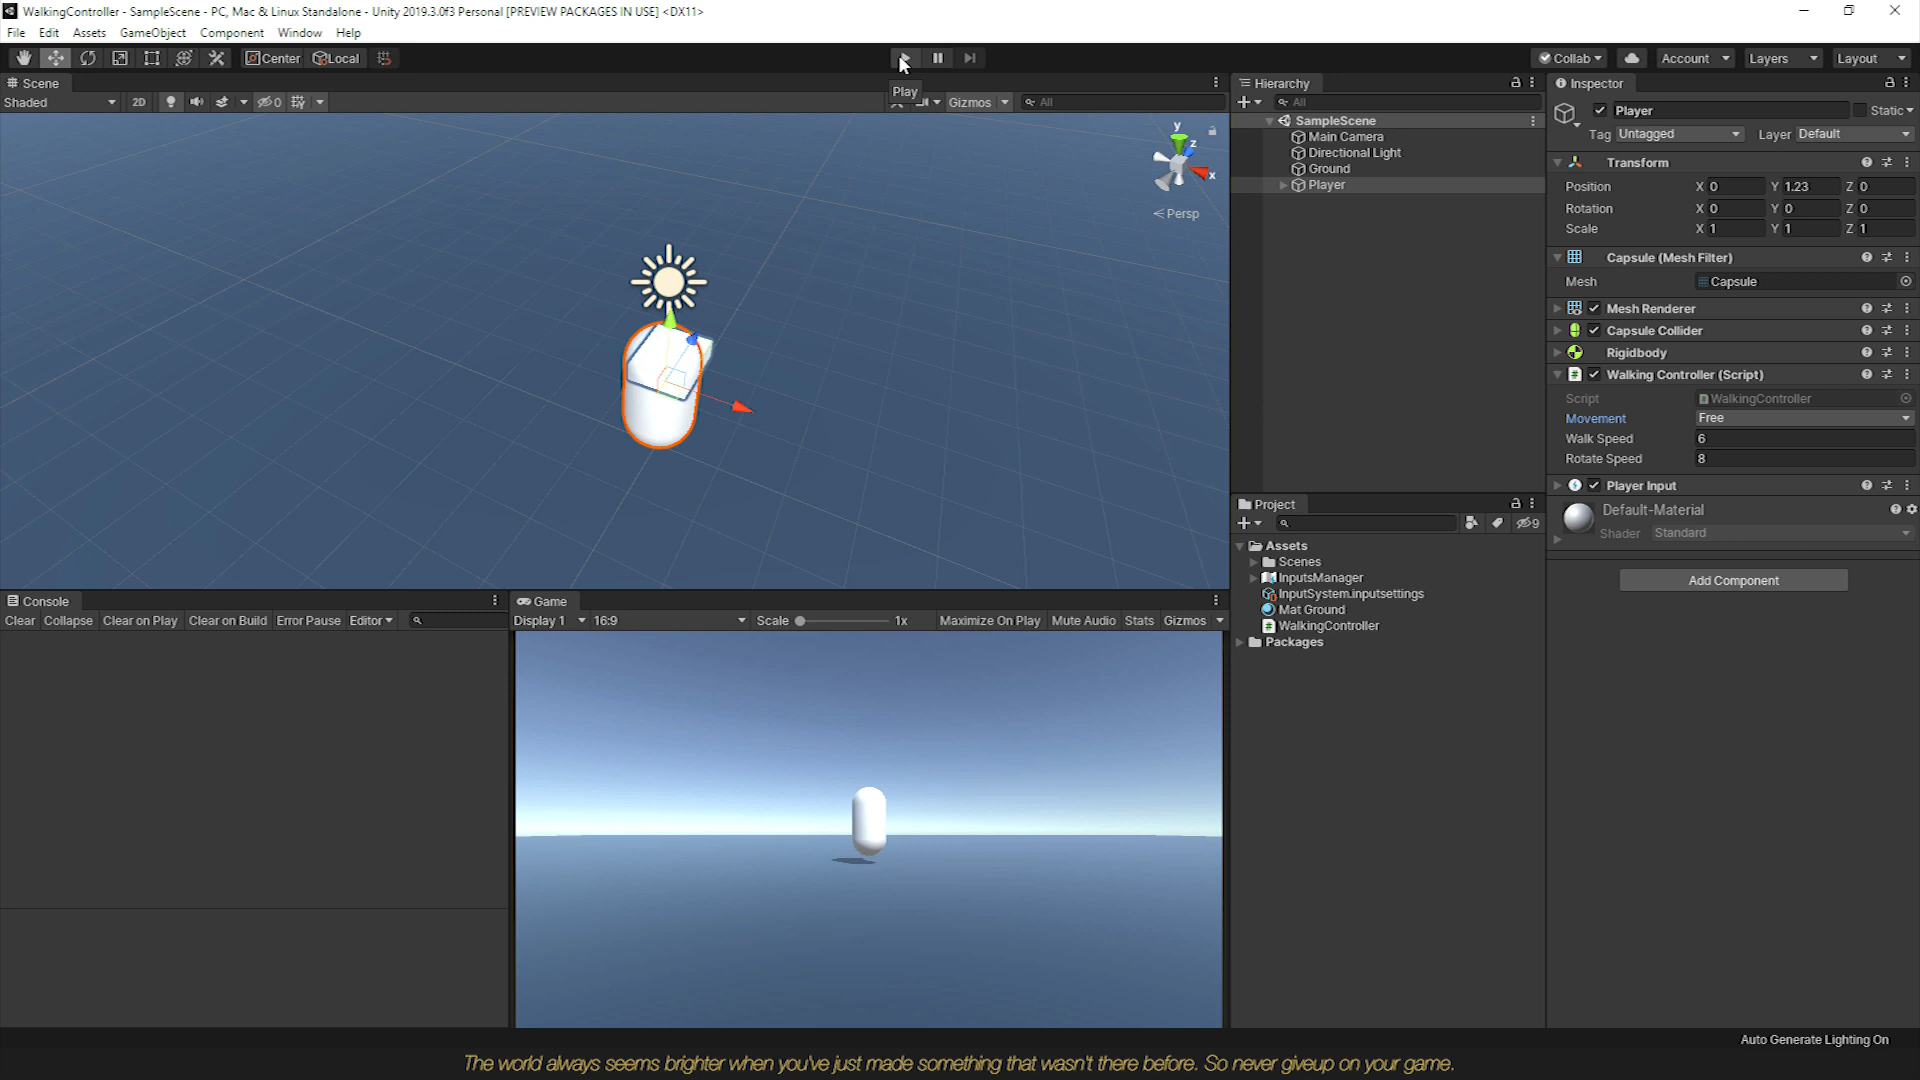 WalkingController - SampleScene - PC, Mac & Linux Standalone - Unity 2019.3.0f3 Personal [PREVIEW PACKAGES IN USE] <DX11>
File Edit Assets GameObject Component Window Help
Center Local Collab Account Layers Layout
Scene
Shaded 2D 0 Gizmos All
Play
y
z
x
Persp
Hierarchy
All
SampleScene
Main Camera
Directional Light
Ground
Player
Inspector
Player Static
Tag Untagged Layer Default
Transform
Position X 0 Y 1.23 Z 0
Rotation X 0 Y 0 Z 0
Scale X 1 Y 1 Z 1
Capsule (Mesh Filter)
Mesh Capsule
Mesh Renderer
Capsule Collider
Rigidbody
Walking Controller (Script)
Script WalkingController
Movement Free
Walk Speed 6
Rotate Speed 8
Player Input
Default-Material
Shader Standard
Add Component
Project
9
Assets
Scenes
InputsManager
InputSystem.inputsettings
Mat Ground
WalkingController
Packages
Console
Clear Collapse Clear on Play Clear on Build Error Pause Editor
Game
Display 1 16:9 Scale 1x Maximize On Play Mute Audio Stats Gizmos
Auto Generate Lighting On
The world always seems brighter when you've just made something that wasn't there before. So never giveup on your game.